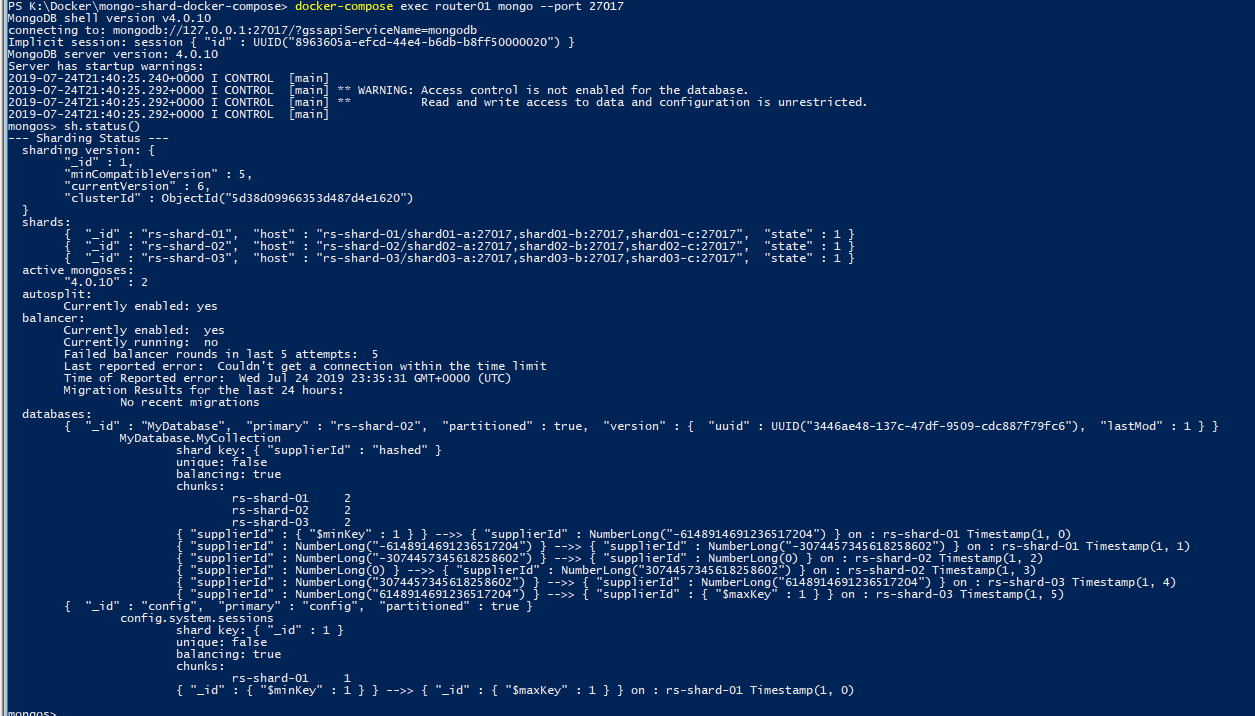 PS K:\Docker\mongo-shard-docker-compose> docker-compose exec router01 mongo --port 27017
MongoDB shell version v4.0.10
connecting to: mongodb://127.0.0.1:27017/?gssapiServiceName=mongodb
Implicit session: session { "id" : UUID("8963605a-efcd-44e4-b6db-b8ff50000020") }
MongoDB server version: 4.0.10
Server has startup warnings:
2019-07-24T21:40:25.240+0000 I CONTROL  [main]
2019-07-24T21:40:25.292+0000 I CONTROL  [main] ** WARNING: Access control is not enabled for the database.
2019-07-24T21:40:25.292+0000 I CONTROL  [main] **          Read and write access to data and configuration is unrestricted.
2019-07-24T21:40:25.292+0000 I CONTROL  [main]
mongos> sh.status()
--- Sharding Status ---
  sharding version: {
        "_id" : 1,
        "minCompatibleVersion" : 5,
        "currentVersion" : 6,
        "clusterId" : ObjectId("5d38d09966353d487d4e1620")
  }
  shards:
        {  "_id" : "rs-shard-01",  "host" : "rs-shard-01/shard01-a:27017,shard01-b:27017,shard01-c:27017",  "state" : 1 }
        {  "_id" : "rs-shard-02",  "host" : "rs-shard-02/shard02-a:27017,shard02-b:27017,shard02-c:27017",  "state" : 1 }
        {  "_id" : "rs-shard-03",  "host" : "rs-shard-03/shard03-a:27017,shard03-b:27017,shard03-c:27017",  "state" : 1 }
  active mongoses:
        "4.0.10" : 2
  autosplit:
        Currently enabled: yes
  balancer:
        Currently enabled:  yes
        Currently running:  no
        Failed balancer rounds in last 5 attempts:  5
        Last reported error:  Couldn't get a connection within the time limit
        Time of Reported error:  Wed Jul 24 2019 23:35:31 GMT+0000 (UTC)
        Migration Results for the last 24 hours:
                No recent migrations
  databases:
        {  "_id" : "MyDatabase",  "primary" : "rs-shard-02",  "partitioned" : true,  "version" : {  "uuid" : UUID("3446ae48-137c-47df-9509-cdc887f79fc6"),  "lastMod" : 1 } }
                MyDatabase.MyCollection
                        shard key: { "supplierId" : "hashed" }
                        unique: false
                        balancing: true
                        chunks:
                                rs-shard-01     2
                                rs-shard-02     2
                                rs-shard-03     2
                        { "supplierId" : { "$minKey" : 1 } } -->> { "supplierId" : NumberLong("-6148914691236517204") } on : rs-shard-01 Timestamp(1, 0)
                        { "supplierId" : NumberLong("-6148914691236517204") } -->> { "supplierId" : NumberLong("-3074457345618258602") } on : rs-shard-01 Timestamp(1, 1)
                        { "supplierId" : NumberLong("-3074457345618258602") } -->> { "supplierId" : NumberLong(0) } on : rs-shard-02 Timestamp(1, 2)
                        { "supplierId" : NumberLong(0) } -->> { "supplierId" : NumberLong("3074457345618258602") } on : rs-shard-02 Timestamp(1, 3)
                        { "supplierId" : NumberLong("3074457345618258602") } -->> { "supplierId" : NumberLong("6148914691236517204") } on : rs-shard-03 Timestamp(1, 4)
                        { "supplierId" : NumberLong("6148914691236517204") } -->> { "supplierId" : { "$maxKey" : 1 } } on : rs-shard-03 Timestamp(1, 5)
        {  "_id" : "config",  "primary" : "config",  "partitioned" : true }
                config.system.sessions
                        shard key: { "_id" : 1 }
                        unique: false
                        balancing: true
                        chunks:
                                rs-shard-01     1
                        { "_id" : { "$minKey" : 1 } } -->> { "_id" : { "$maxKey" : 1 } } on : rs-shard-01 Timestamp(1, 0)
mongos>